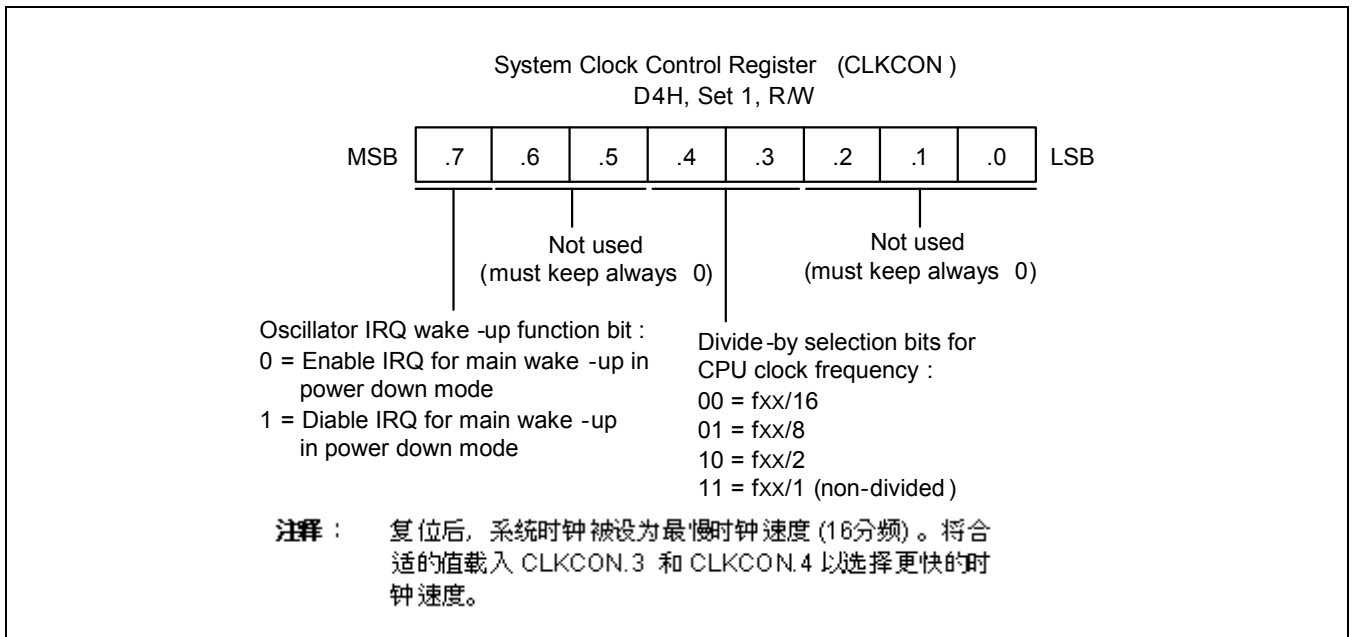 System Clock Control Register (CLKCON )
D4H, Set 1, R/W
MSB .7 .6 .5 .4 .3 .2 .1 .0 LSB
Not used
(must keep always 0)
Not used
(must keep always 0)
Oscillator IRQ wake -up function bit :
0 = Enable IRQ for main wake -up in
power down mode
1 = Diable IRQ for main wake -up
in power down mode
Divide -by selection bits for
CPU clock frequency :
00 = fxx/16
01 = fxx/8
10 = fxx/2
11 = fxx/1 (non-divided )
注释： 复位后, 系统时钟被设为最慢时钟速度 (16分频) 。将合
适的值载入 CLKCON.3 和 CLKCON.4 以选择更快的时
钟速度。